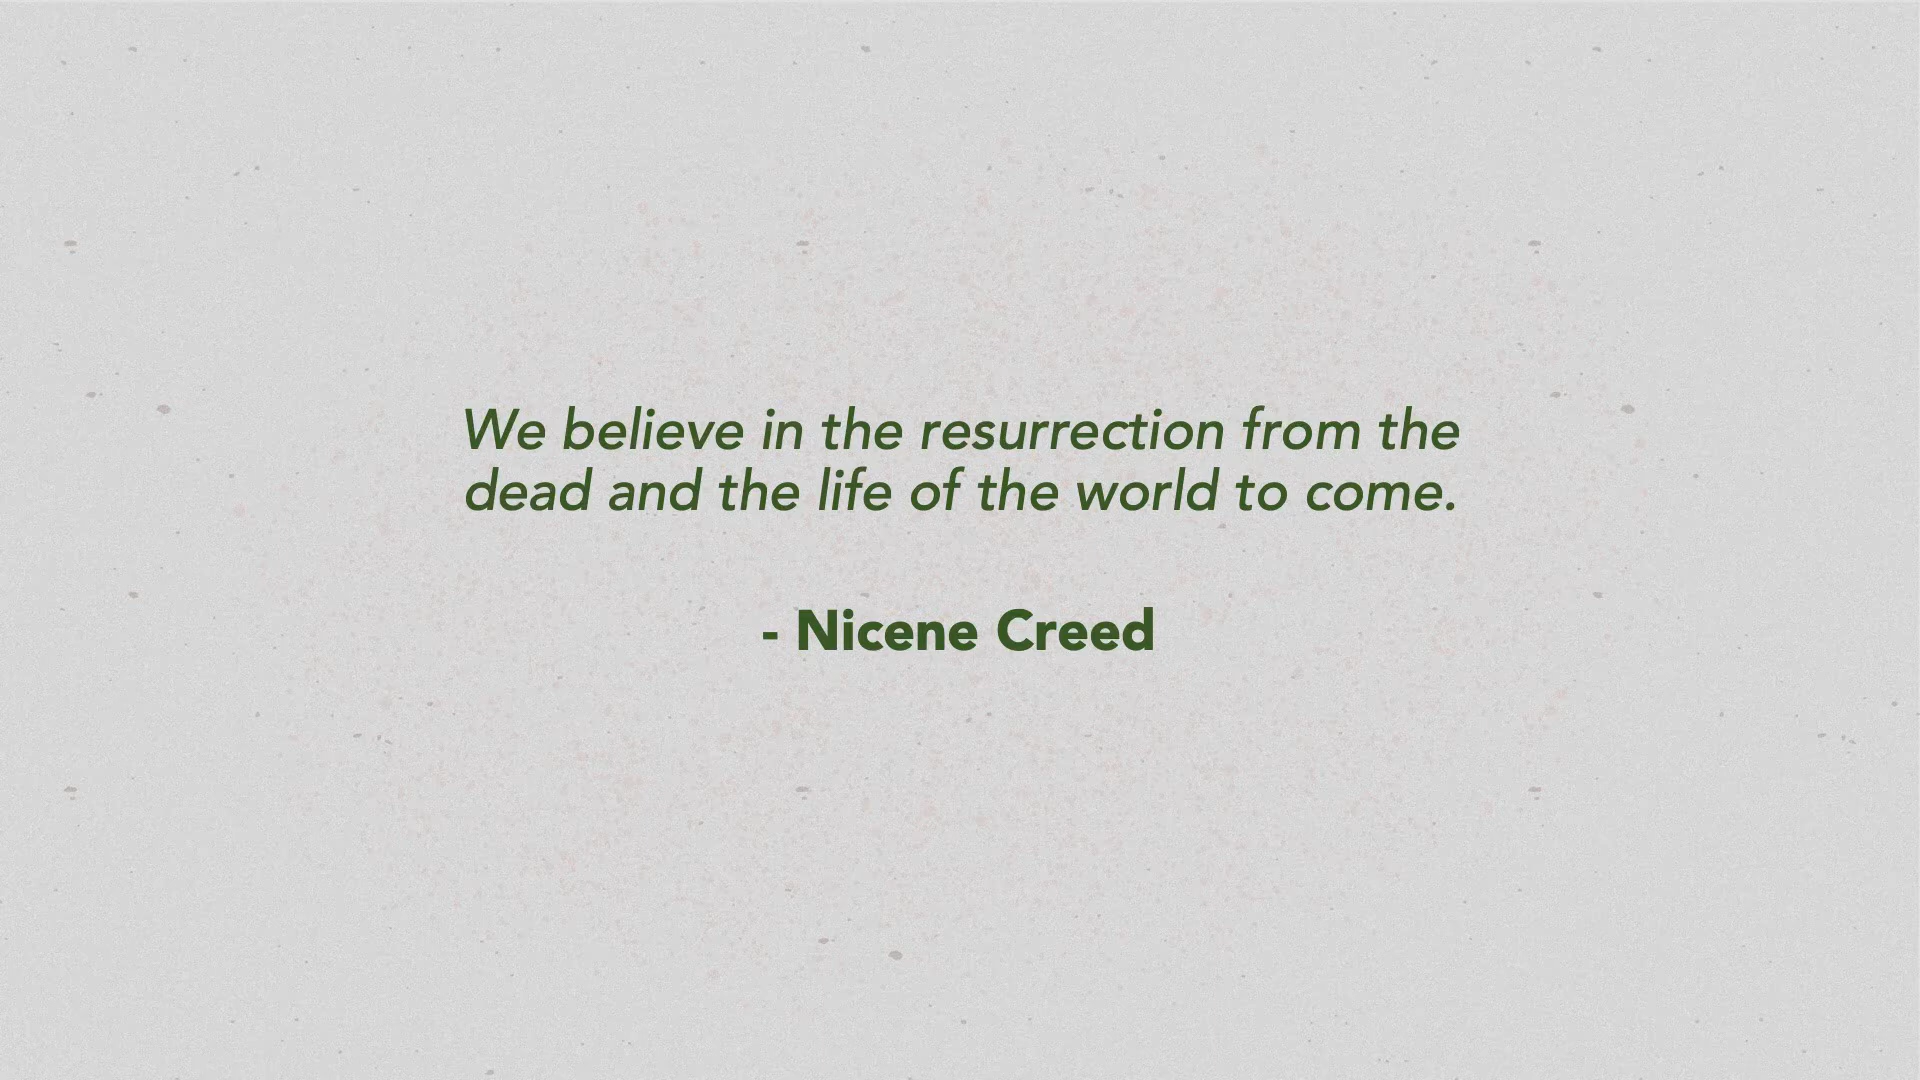 We believe in the resurrection from the
dead and the life of the world to come.
- Nicene Creed